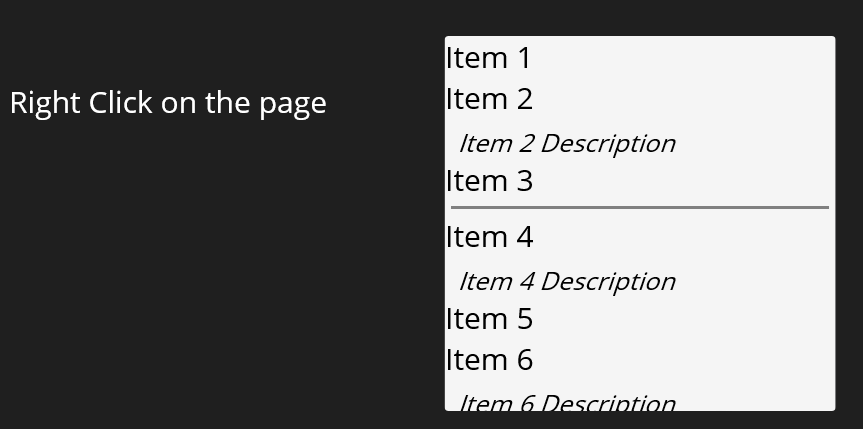 Right Click on the page
Item 1
Item 2
Item 2 Description
Item 3
Item 4
Item 4 Description
Item 5
Item 6
Item 6 Description